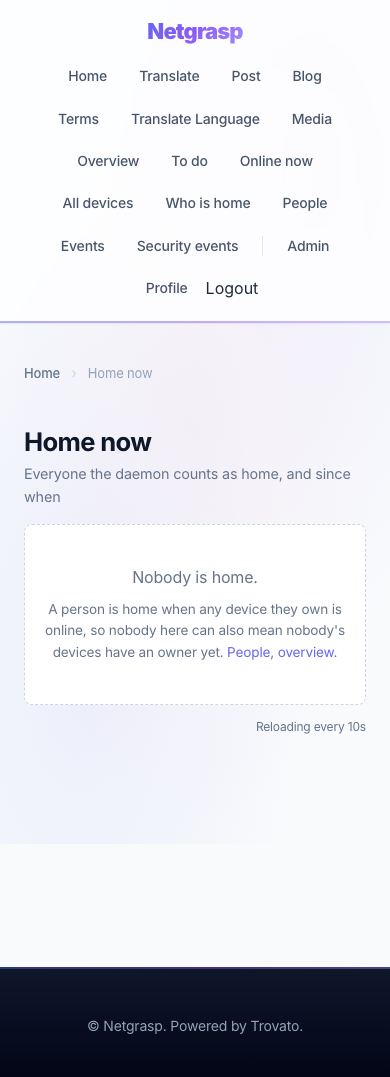 Netgrasp
Home Translate Post Blog
Terms Translate Language Media
Overview To do Online now
All devices Who is home People
Events Security events Admin
Profile Logout
Home › Home now
Home now
Everyone the daemon counts as home, and since
when
Nobody is home.
A person is home when any device they own is
online, so nobody here can also mean nobody's
devices have an owner yet. People, overview.
Reloading every 10s
© Netgrasp. Powered by Trovato.